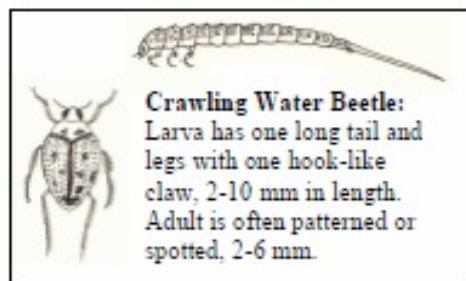 Crawling Water Beetle:
Larva has one long tail and
legs with one hook-like
claw, 2-10 mm in length.
Adult is often patterned or
spotted, 2-6 mm.